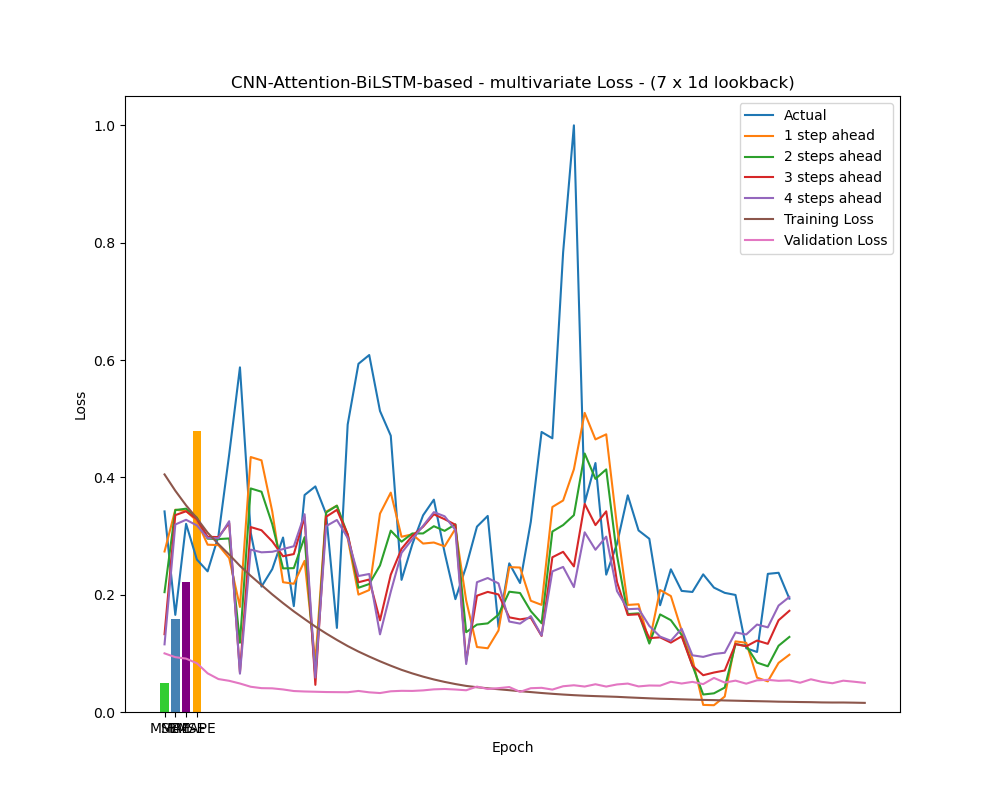 CNN-Attention-BiLSTM-based - multivariate Loss - (7 x 1d lookback)
Actual
1 step ahead
2 steps ahead
3 steps ahead
4 steps ahead
Training Loss
Validation Loss
1.0
0.8
0.6
0.4
0.2
0.0
Loss
Epoch